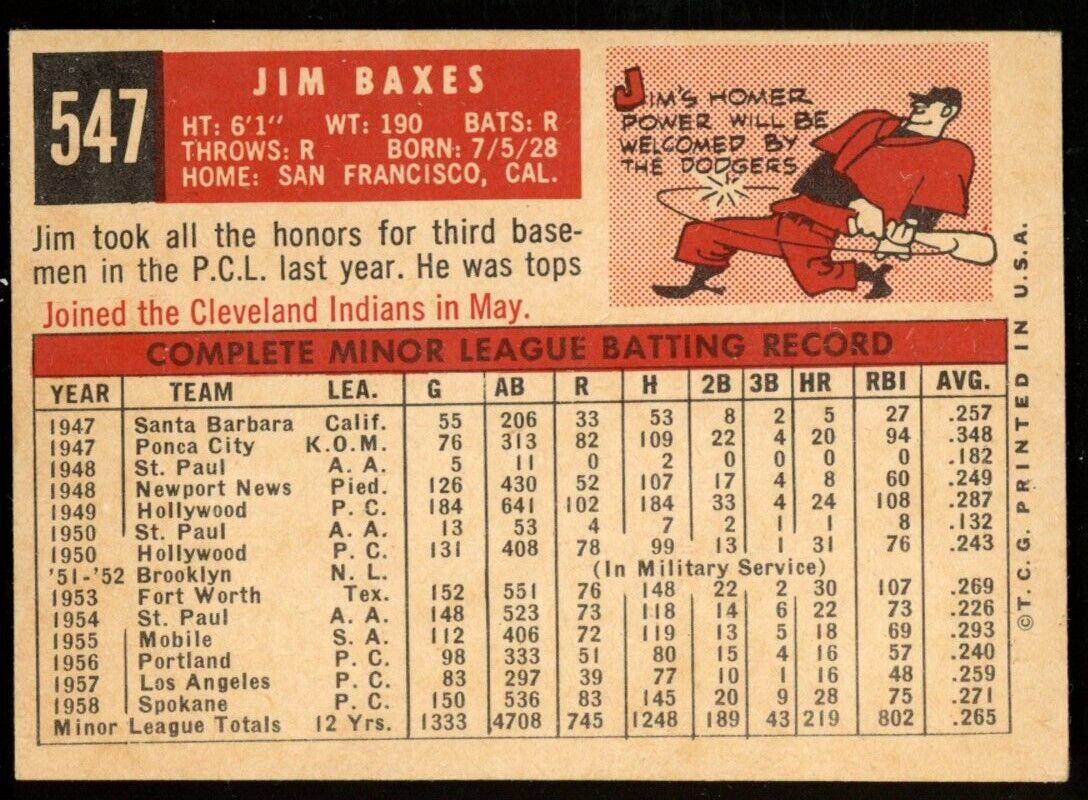 547
JIM BAXES
HT: 6'1" WT: 190 BATS: R
THROWS: R BORN: 7/5/28
HOME: SAN FRANCISCO, CAL.
JIM'S HOMER
POWER WILL BE
WELCOMED BY
THE DODGERS
Jim took all the honors for third base-
men in the P.C.L. last year. He was tops
Joined the Cleveland Indians in May.
COMPLETE MINOR LEAGUE BATTING RECORD
YEAR TEAM LEA. G AB R H 2B 3B HR RBI AVG.
1947 Santa Barbara Calif. 55 206 33 53 8 2 5 27 .257
1947 Ponca City K.O.M. 76 313 82 109 22 4 20 94 .348
1948 St. Paul A. A. 5 11 0 2 0 0 0 0 .182
1948 Newport News Pied. 126 430 52 107 17 4 8 60 .249
1949 Hollywood P. C. 184 641 102 184 33 4 24 108 .287
1950 St. Paul A. A. 13 53 4 7 2 1 1 8 .132
1950 Hollywood P. C. 131 408 78 99 13 1 31 76 .243
'51-'52 Brooklyn N. L. (In Military Service)
1953 Fort Worth Tex. 152 551 76 148 22 2 30 107 .269
1954 St. Paul A. A. 148 523 73 118 14 6 22 73 .226
1955 Mobile S. A. 112 406 72 119 13 5 18 69 .293
1956 Portland P. C. 98 333 51 80 15 4 16 57 .240
1957 Los Angeles P. C. 83 297 39 77 10 1 16 48 .259
1958 Spokane P. C. 150 536 83 145 20 9 28 75 .271
Minor League Totals 12 Yrs. 1333 4708 745 1248 189 43 219 802 .265
©T.C.G. PRINTED IN U.S.A.